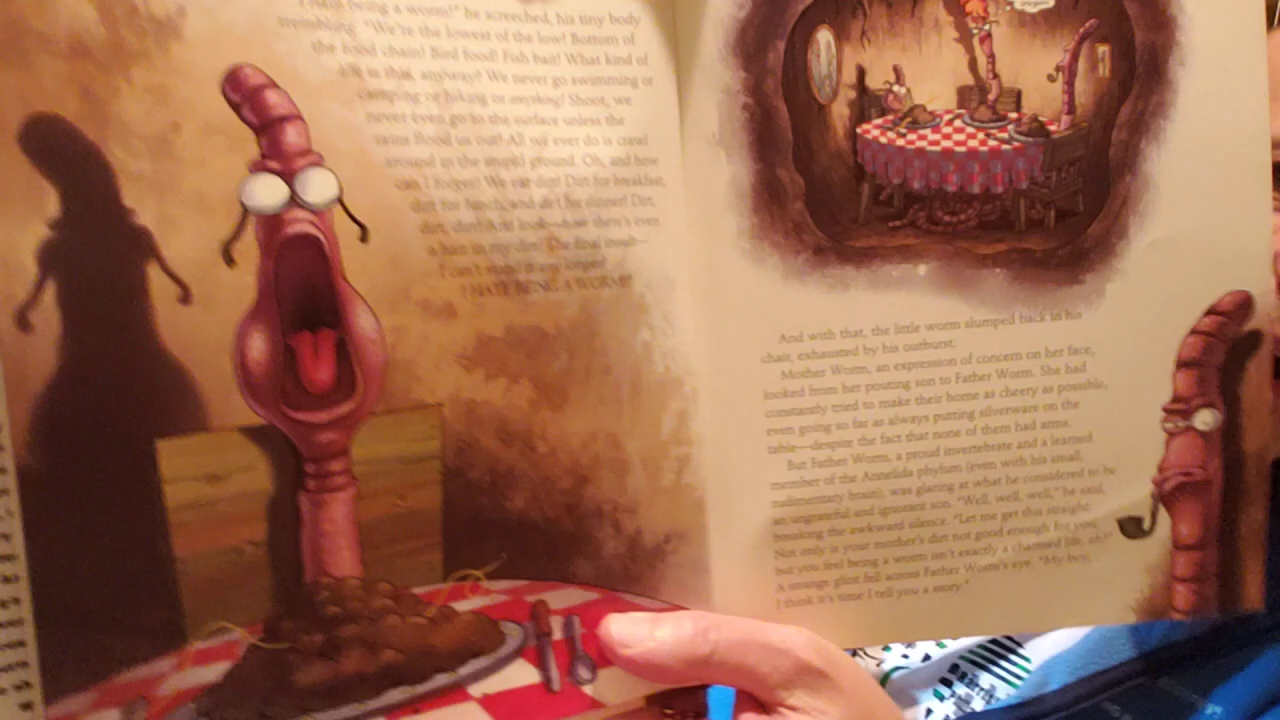 being a worm!" he screeched, his tiny body
trembling. "We're the lowest of the low! Bottom of
the food chain! Bird food! Fish bait! What kind of
life is this, anyway? We never go swimming or
camping or hiking or anything! Shoot, we
never even go to the surface unless the
rains flood us out! All we ever do is crawl
around in the stupid ground. Oh, and how
can I forget? We eat dirt! Dirt for breakfast,
dirt for lunch, and dirt for dinner! Dirt,
dirt, dirt! And look—now there's even
a hair in my dirt! The final insult—
I can't stand it any longer!
I HATE BEING A WORM!"
And with that, the little worm slumped back in his
chair, exhausted by his outburst.
Mother Worm, an expression of concern on her face,
looked from her pouting son to Father Worm. She had
constantly tried to make their home as cheery as possible,
even going so far as always putting silverware on the
table—despite the fact that none of them had arms.
But Father Worm, a proud invertebrate and a learned
member of the Annelida phylum (even with his small,
rudimentary brain), was glaring at what he considered to be
an ungrateful and ignorant son. "Well, well, well," he said,
breaking the awkward silence. "Let me get this straight:
Not only is your mother's dirt not good enough for you,
but you feel being a worm isn't exactly a charmed life, eh?"
A strange glint fell across Father Worm's eye. "My boy,
I think it's time I tell you a story."